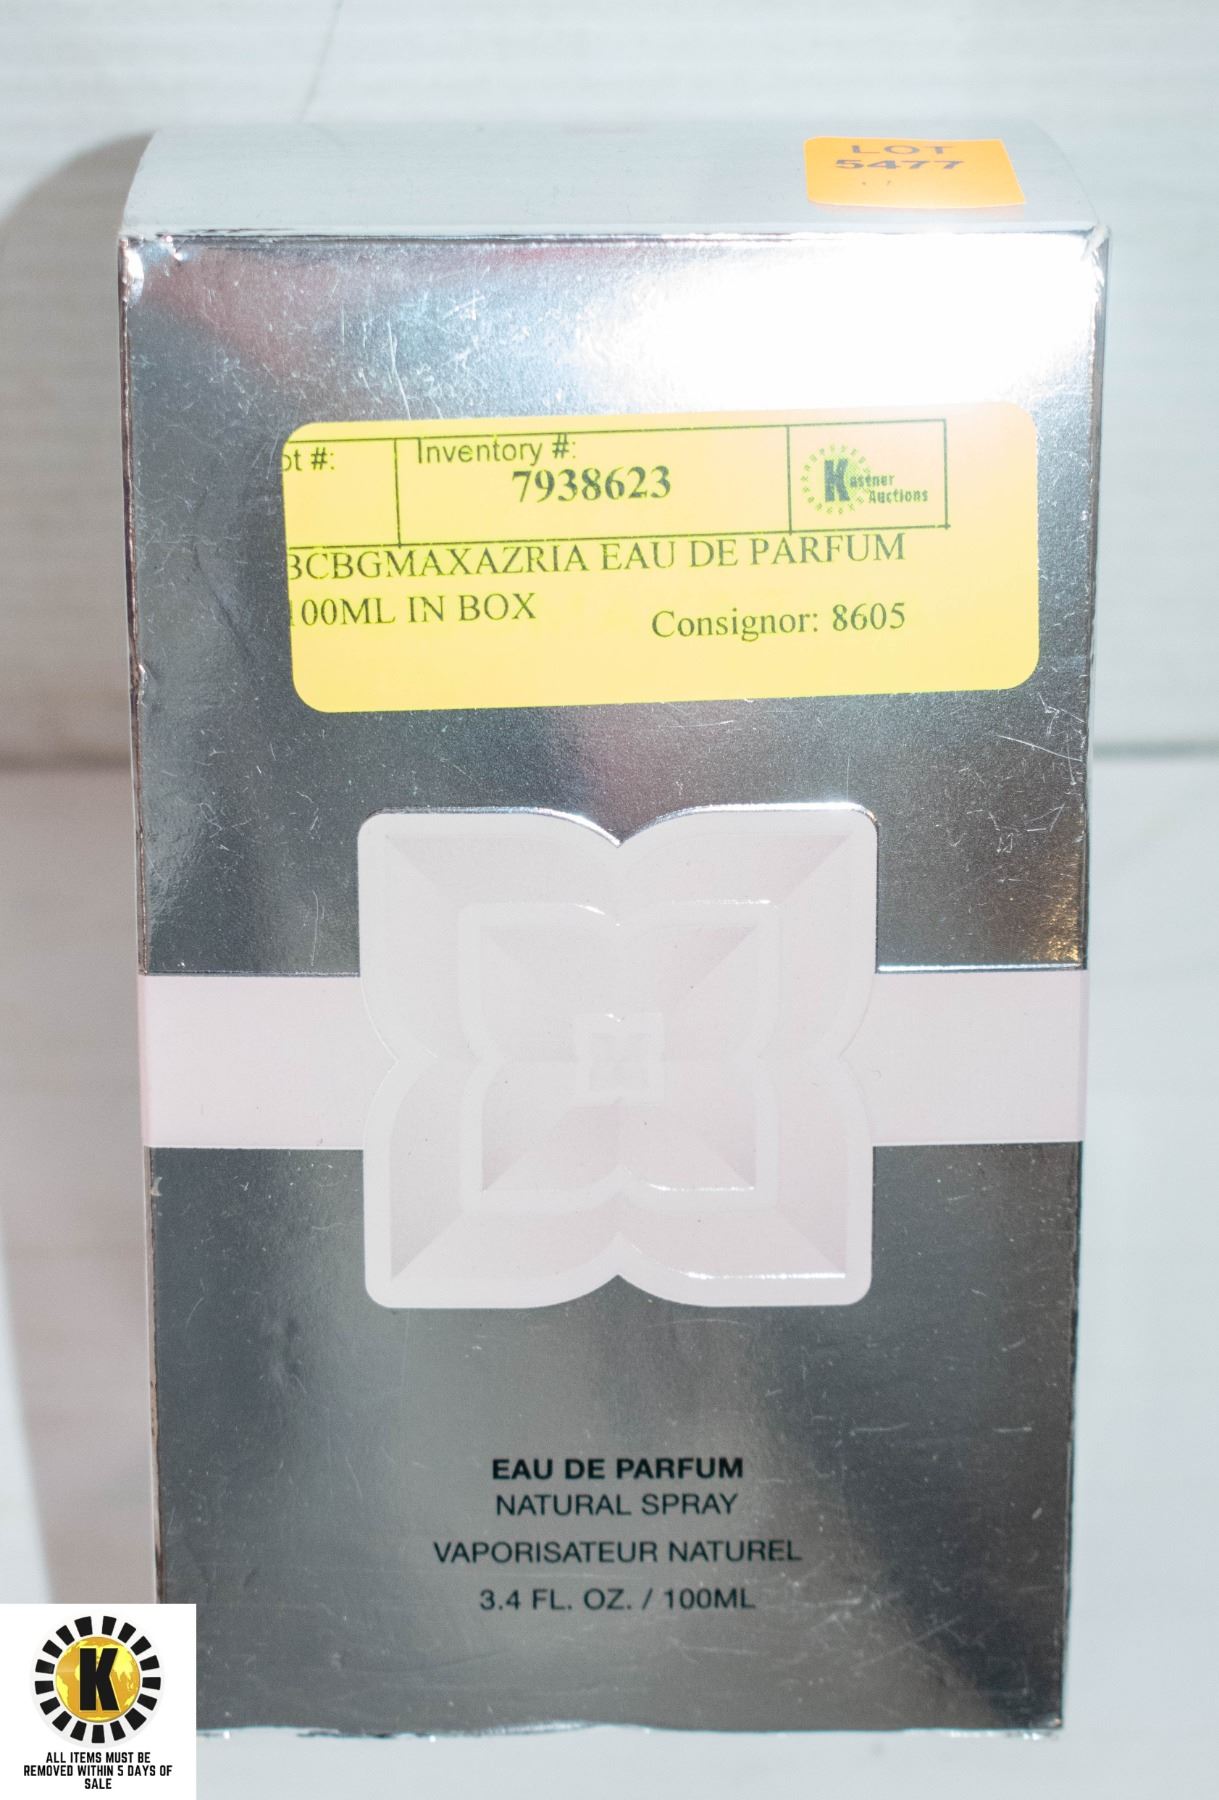 LOT
5477
ot #:
Inventory #:
7938623
Kastner
Auctions
BCBGMAXAZRIA EAU DE PARFUM
100ML IN BOX
Consignor: 8605
EAU DE PARFUM
NATURAL SPRAY
VAPORISATEUR NATUREL
3.4 FL. OZ. / 100ML
K
ALL ITEMS MUST BE
REMOVED WITHIN 5 DAYS OF
SALE